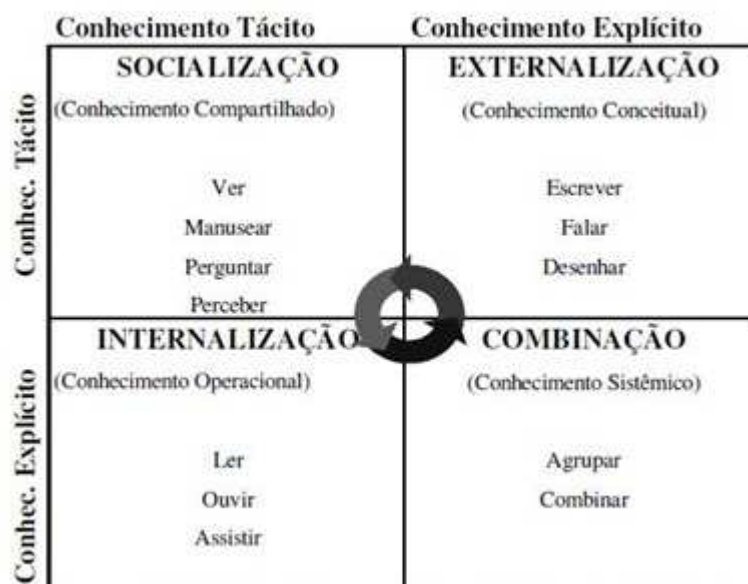 Conhecimento Tácito
Conhecimento Explícito
Conhec. Tácito
SOCIALIZAÇÃO
(Conhecimento Compartilhado)
Ver
Manusear
Perguntar
Perceber
EXTERNALIZAÇÃO
(Conhecimento Conceitual)
Escrever
Falar
Desenhar
Conhec. Explícito
INTERNALIZAÇÃO
(Conhecimento Operacional)
Ler
Ouvir
Assistir
COMBINAÇÃO
(Conhecimento Sistêmico)
Agrupar
Combinar